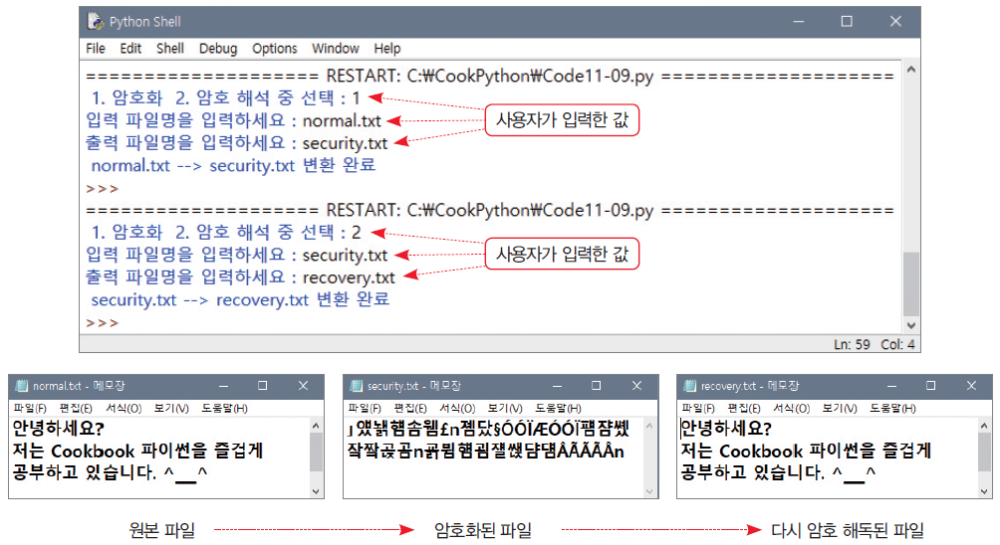 Python Shell
File Edit Shell Debug Options Window Help
==================== RESTART: C:₩CookPython₩Code11-09.py ====================
1. 암호화 2. 암호 해석 중 선택 : 1
입력 파일명을 입력하세요 : normal.txt
출력 파일명을 입력하세요 : security.txt
normal.txt --> security.txt 변환 완료
>>>
사용자가 입력한 값
==================== RESTART: C:₩CookPython₩Code11-09.py ====================
1. 암호화 2. 암호 해석 중 선택 : 2
입력 파일명을 입력하세요 : security.txt
출력 파일명을 입력하세요 : recovery.txt
security.txt --> recovery.txt 변환 완료
>>>
사용자가 입력한 값
Ln: 59 Col: 4
normal.txt - 메모장
파일(F) 편집(E) 서식(O) 보기(V) 도움말(H)
안녕하세요?
저는 Cookbook 파이썬을 즐겁게
공부하고 있습니다. ^__^
security.txt - 메모장
파일(F) 편집(E) 서식(O) 보기(V) 도움말(H)
recovery.txt - 메모장
파일(F) 편집(E) 서식(O) 보기(V) 도움말(H)
안녕하세요?
저는 Cookbook 파이썬을 즐겁게
공부하고 있습니다. ^__^
원본 파일
암호화된 파일
다시 암호 해독된 파일